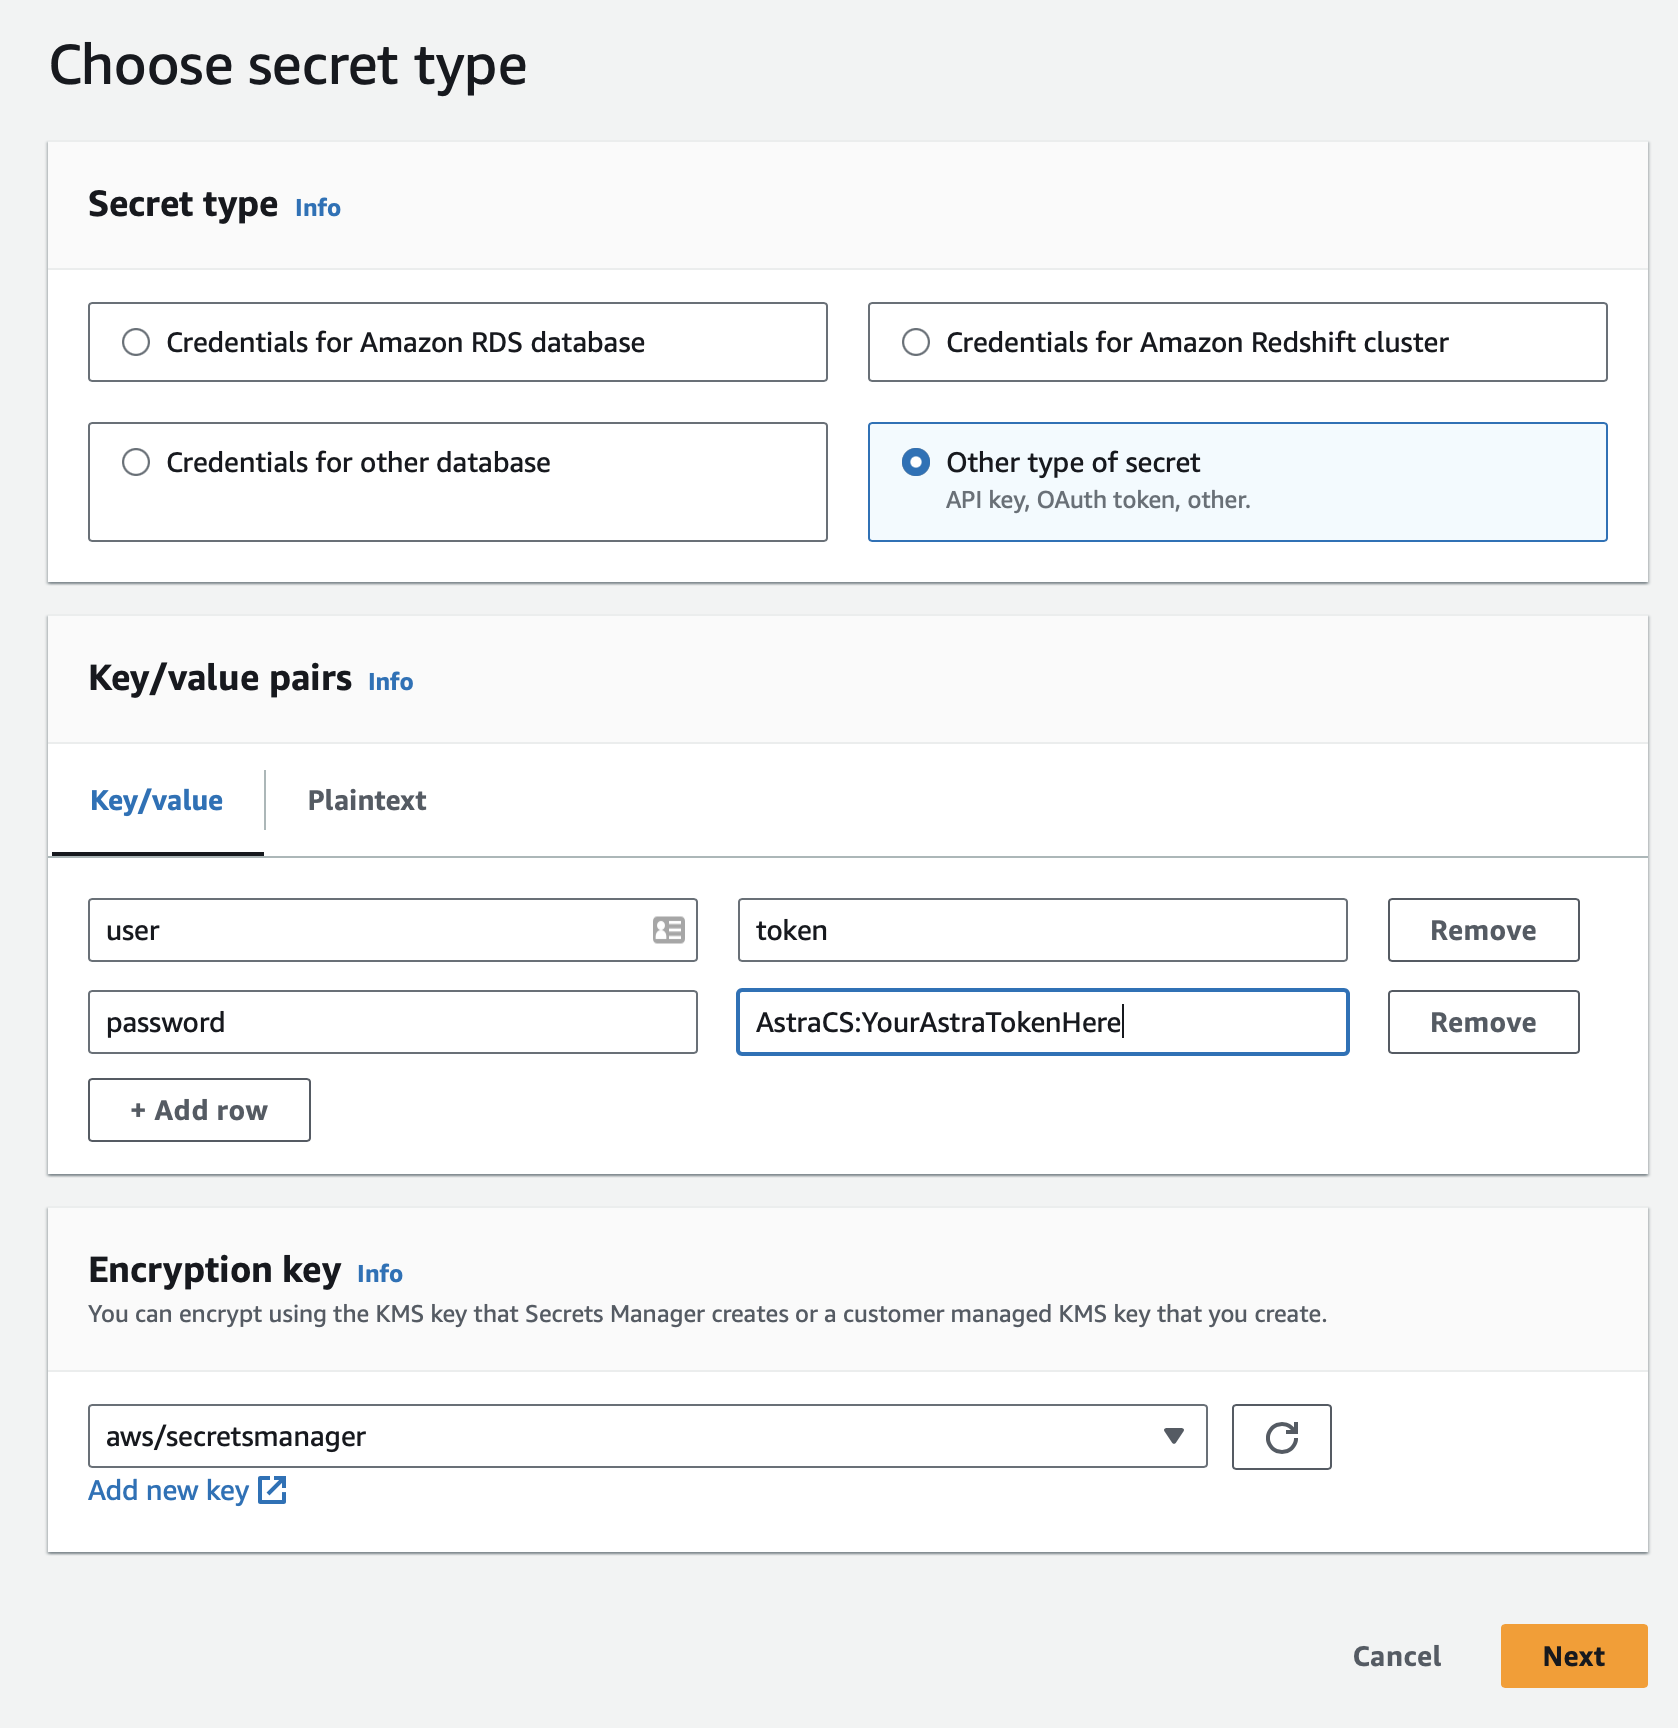 Choose secret type
Secret type Info
Credentials for Amazon RDS database
Credentials for Amazon Redshift cluster
Credentials for other database
Other type of secret
API key, OAuth token, other.
Key/value pairs Info
Key/value Plaintext
user token Remove
password AstraCS:YourAstraTokenHere Remove
+ Add row
Encryption key Info
You can encrypt using the KMS key that Secrets Manager creates or a customer managed KMS key that you create.
aws/secretsmanager
Add new key
Cancel Next